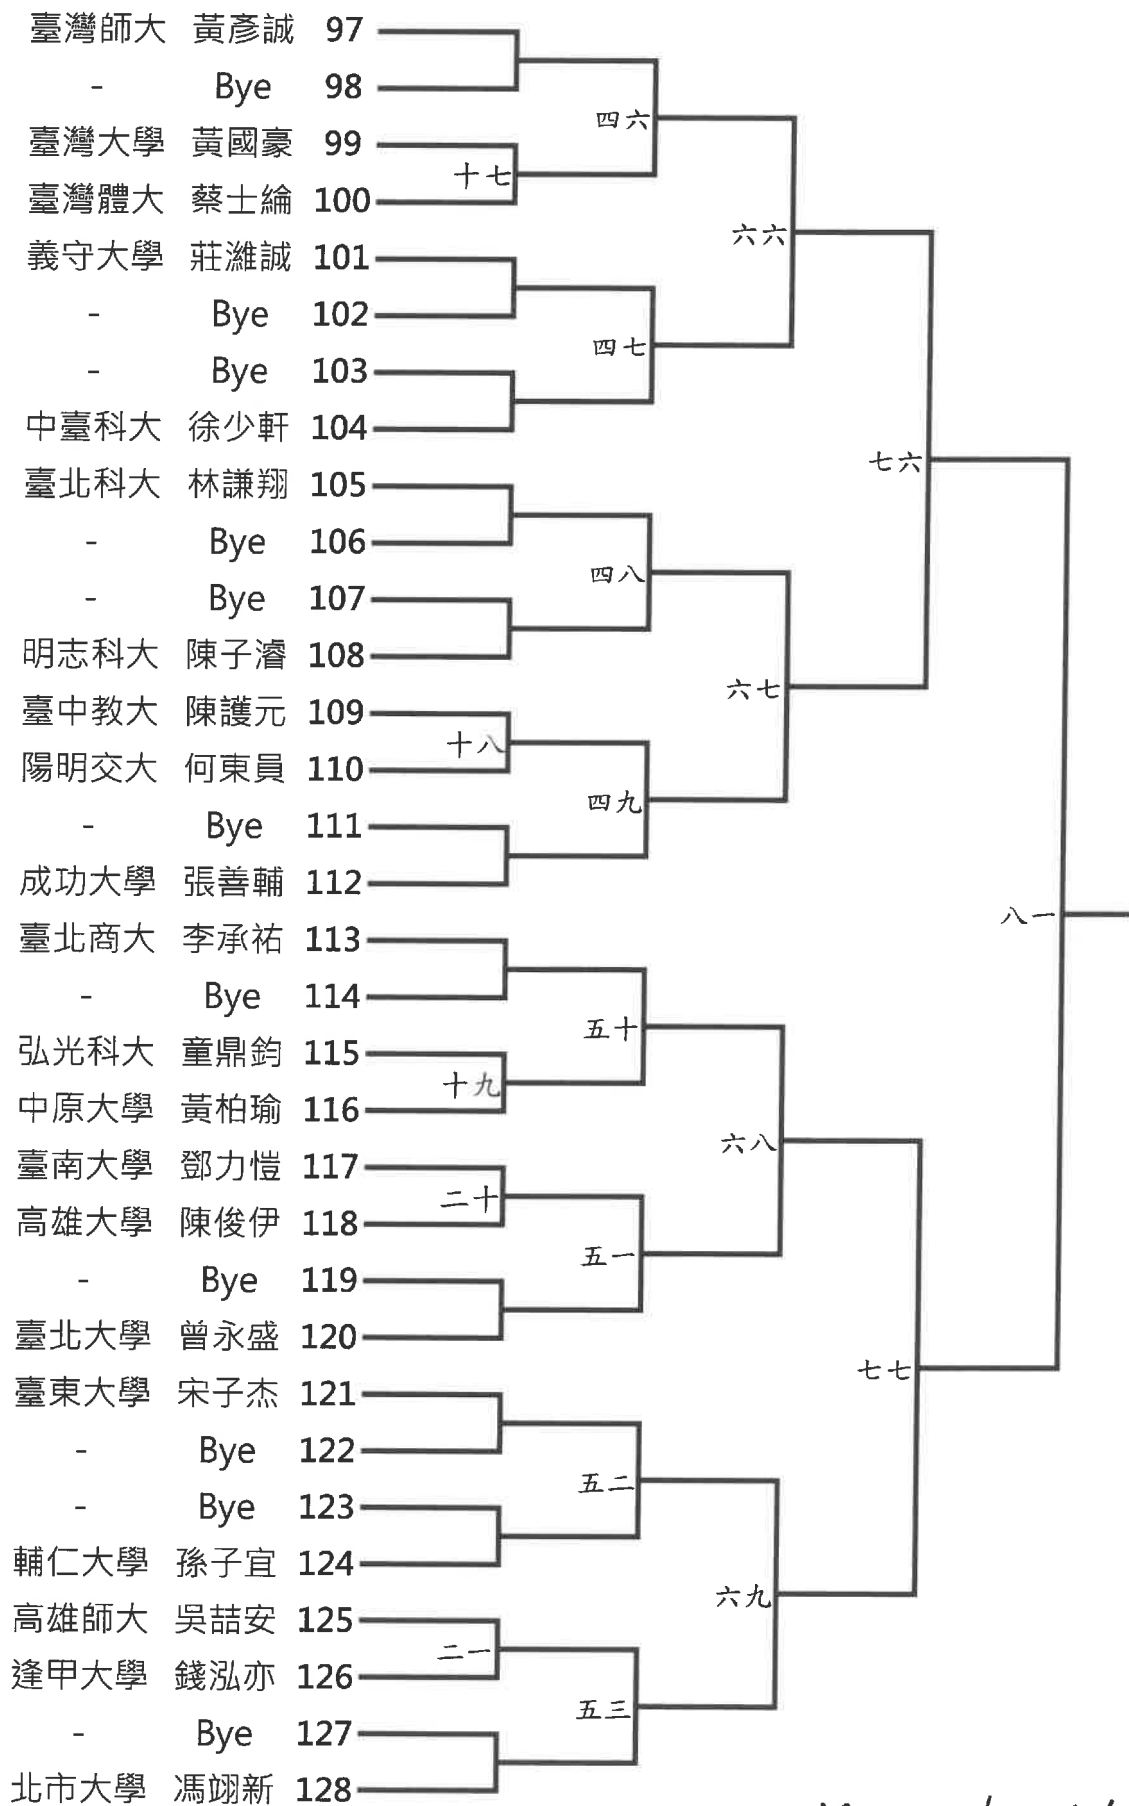 臺灣師大 黃彥誠 97
- Bye 98
四六
臺灣大學 黃國豪 99
十七
臺灣體大 蔡士綸 100
六六
義守大學 莊濰誠 101
- Bye 102
四七
- Bye 103
中臺科大 徐少軒 104
七六
臺北科大 林謙翔 105
- Bye 106
四八
- Bye 107
明志科大 陳子濬 108
六七
臺中教大 陳護元 109
十八
陽明交大 何東員 110
四九
- Bye 111
成功大學 張善輔 112
八一
臺北商大 李承祐 113
- Bye 114
五十
弘光科大 童鼎鈞 115
十九
中原大學 黃柏瑜 116
六八
臺南大學 鄧力愷 117
二十
高雄大學 陳俊伊 118
五一
- Bye 119
臺北大學 曾永盛 120
七七
臺東大學 宋子杰 121
- Bye 122
五二
- Bye 123
輔仁大學 孫子宜 124
六九
高雄師大 吳喆安 125
二一
逢甲大學 錢泓亦 126
五三
- Bye 127
北市大學 馮翊新 128